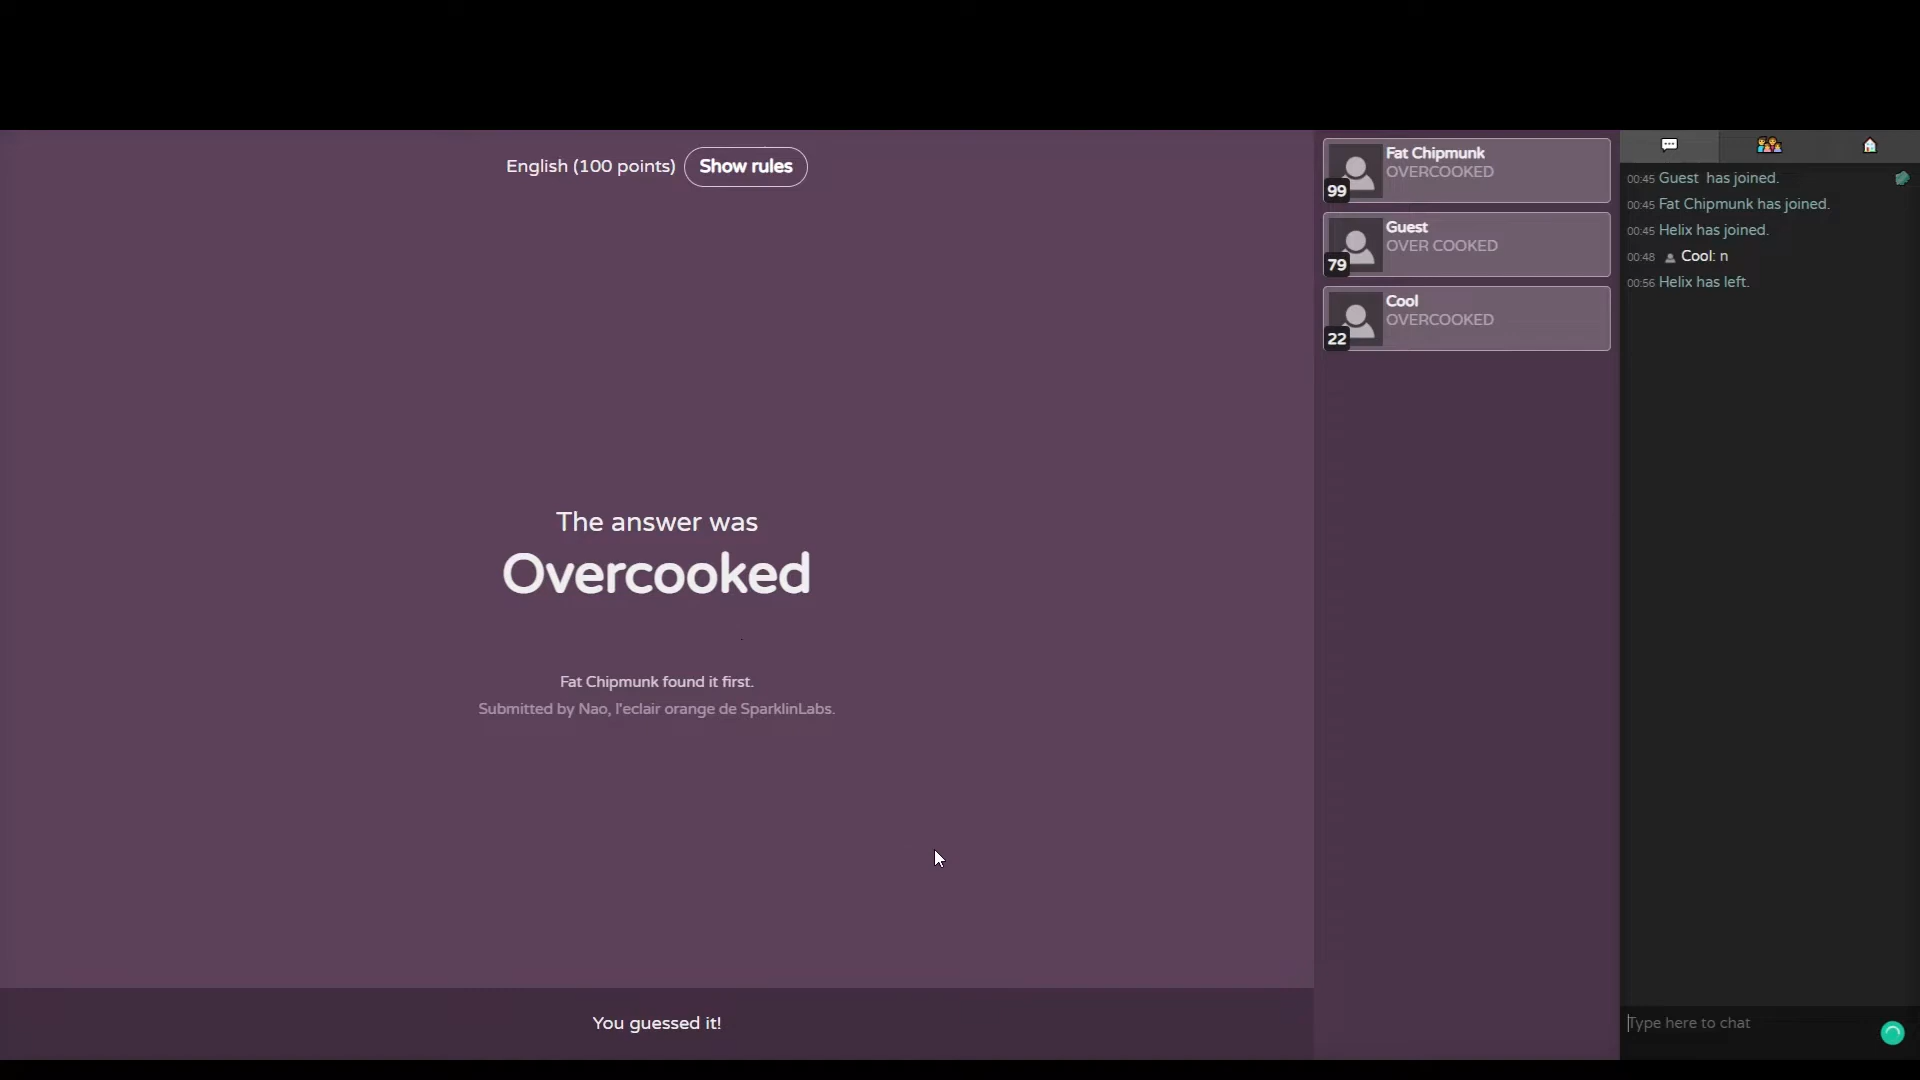 English (100 points) Show rules
The answer was
Overcooked
Fat Chipmunk found it first.
Submitted by Nao, l'eclair orange de SparklinLabs.
You guessed it!
Fat Chipmunk
OVERCOOKED
99
Guest
OVER COOKED
79
Cool
OVERCOOKED
22
00:45 Guest has joined.
00:45 Fat Chipmunk has joined.
00:45 Helix has joined.
00:48 Cool: n
00:56 Helix has left.
Type here to chat